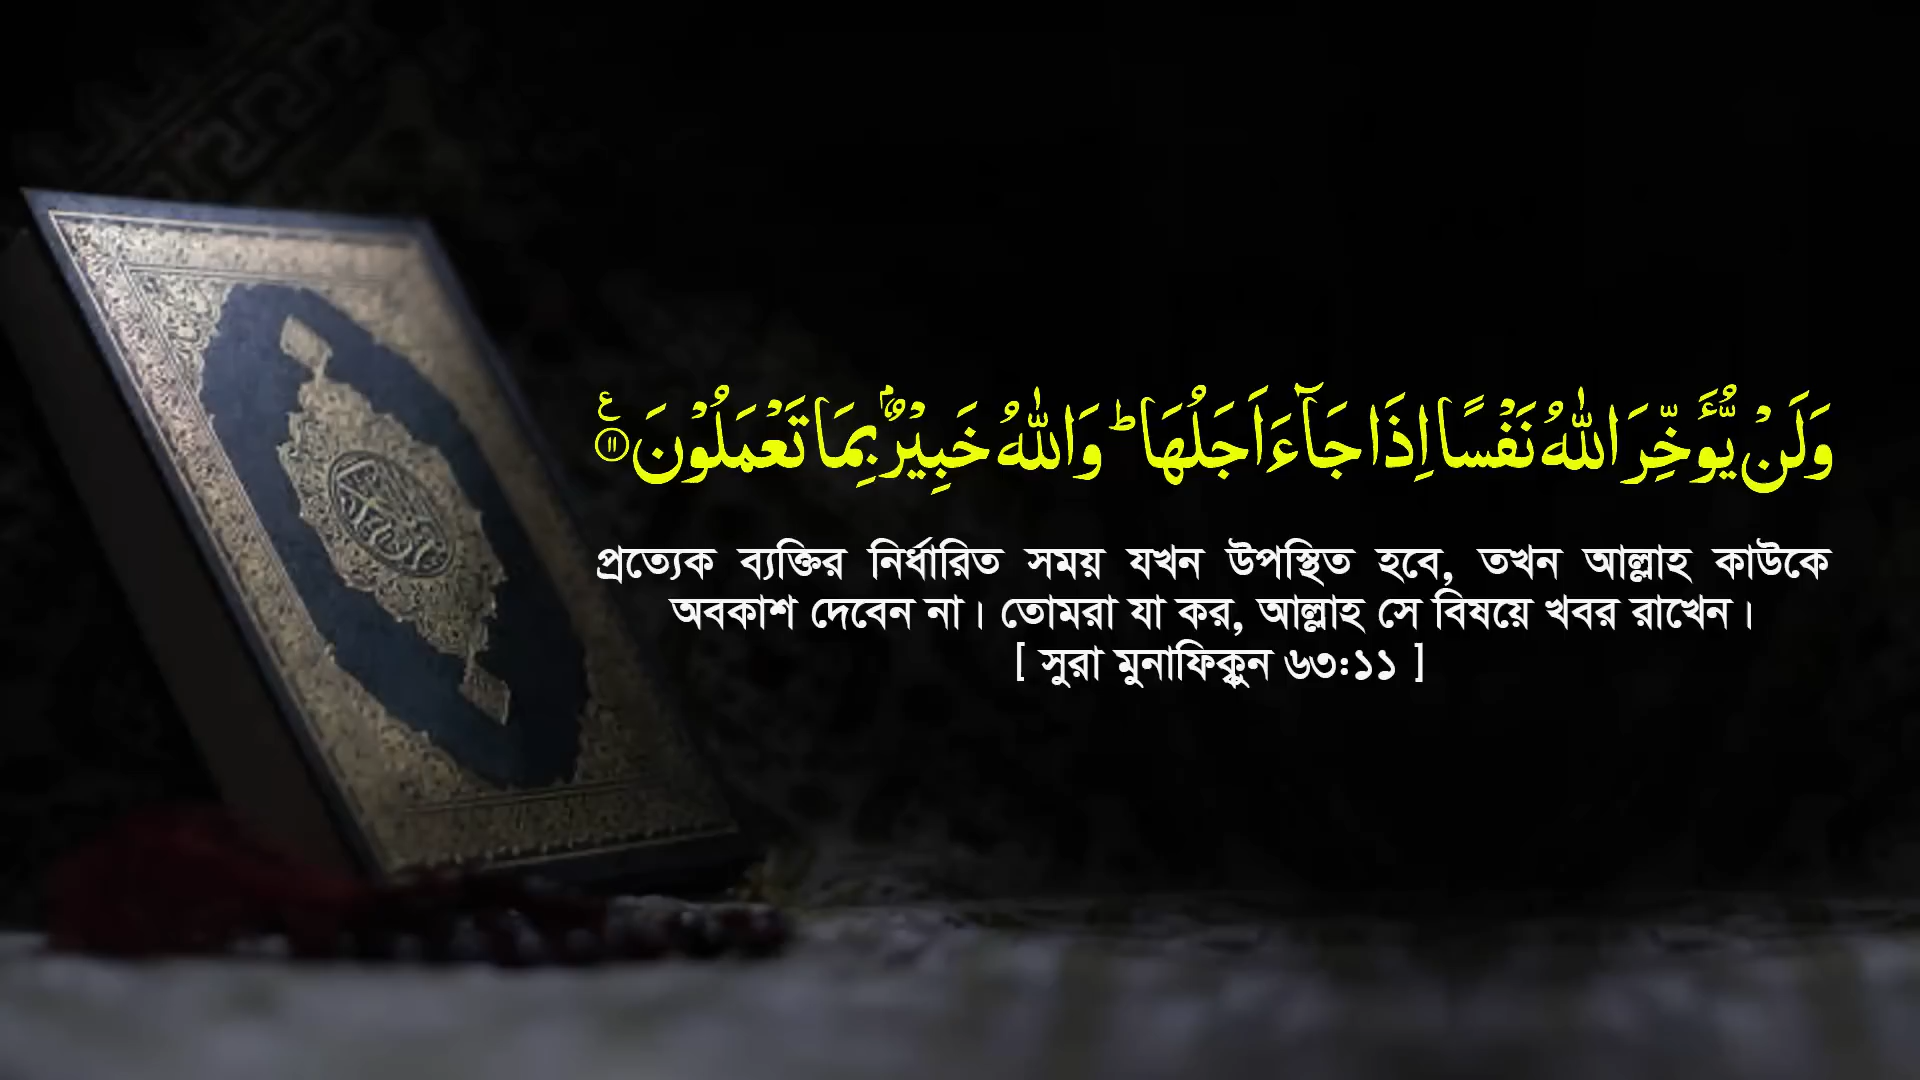 وَلَنۡ يُّؤَخِّرَ اللّٰهُ نَفۡسًا اِذَا جَآءَ اَجَلُهَا ؕ وَاللّٰهُ خَبِيۡرٌۢ بِمَا تَعۡمَلُوۡنَ ﴿۱۱﴾ ع
প্রত্যেক ব্যক্তির নির্ধারিত সময় যখন উপস্থিত হবে, তখন আল্লাহ কাউকে
অবকাশ দেবেন না। তোমরা যা কর, আল্লাহ সে বিষয়ে খবর রাখেন।
[ সুরা মুনাফিক্বুন ৬৩:১১ ]